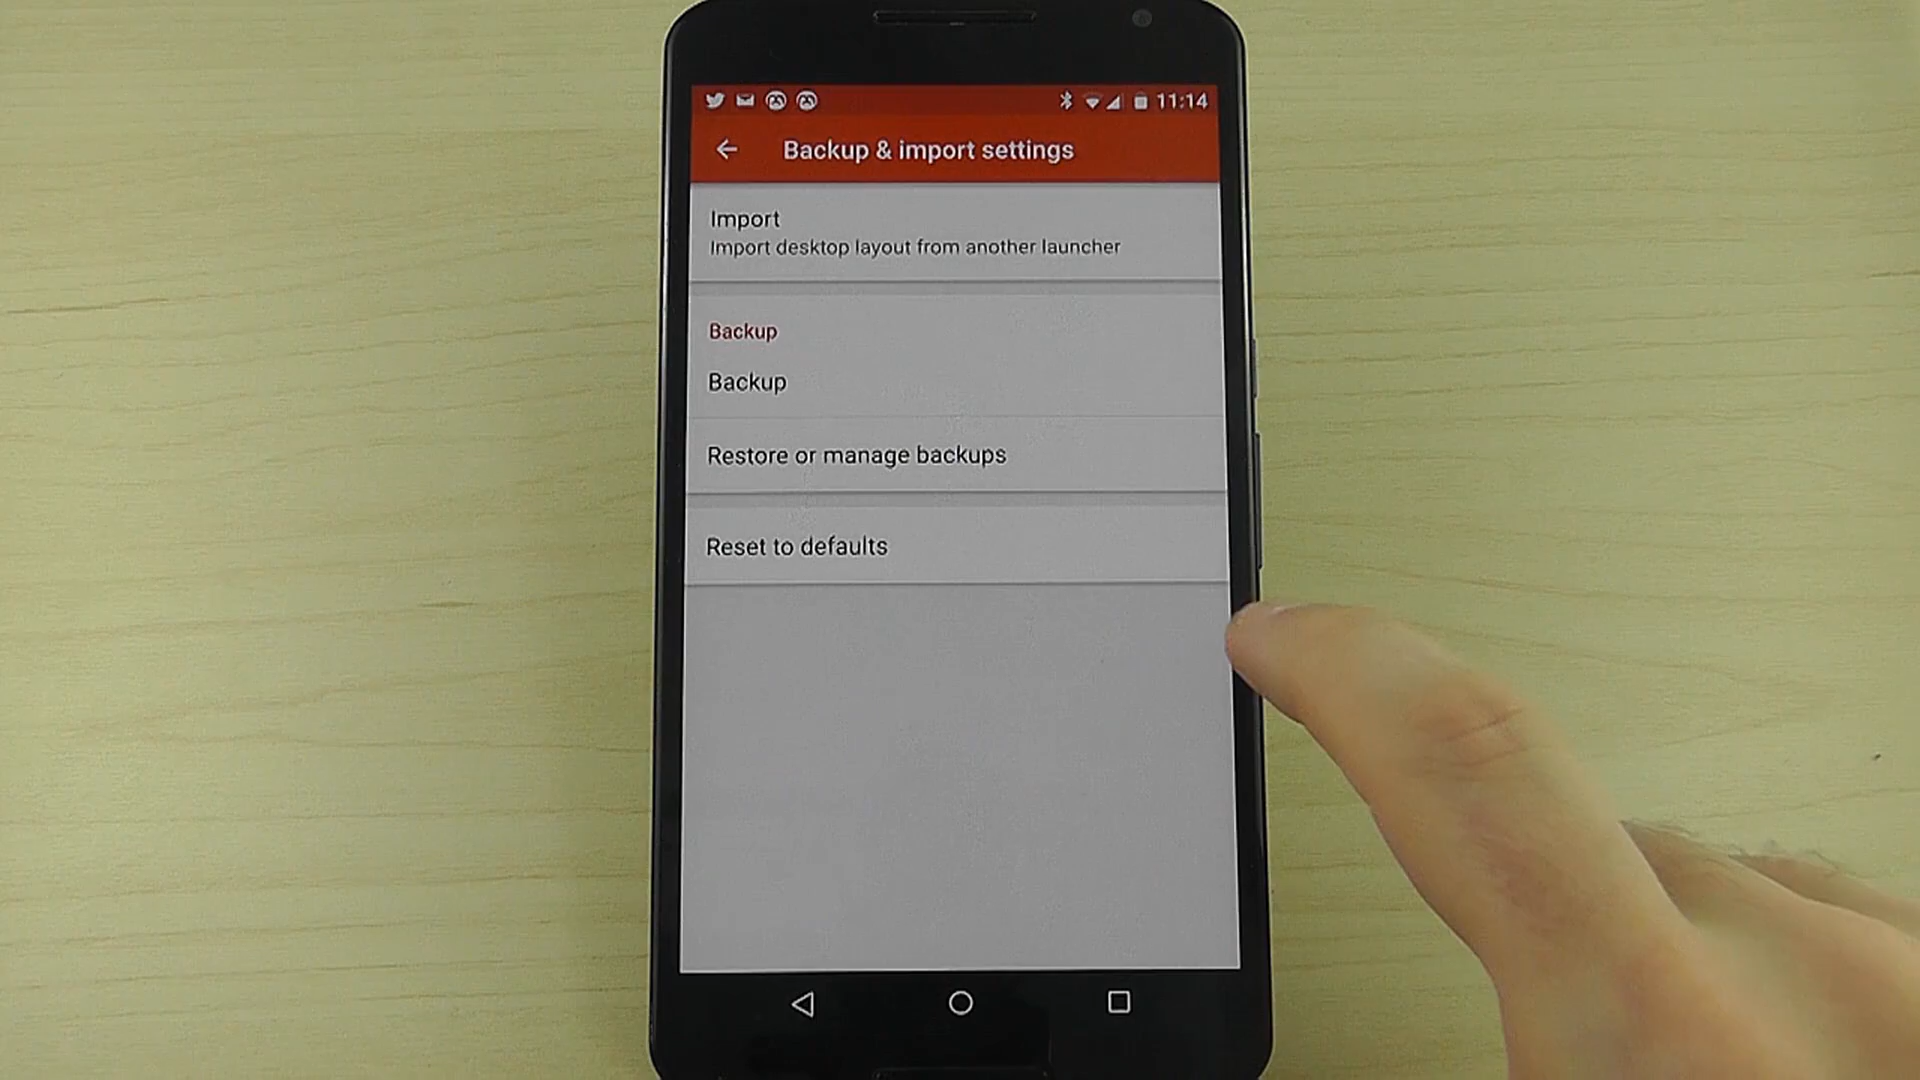 11:14
Backup & import settings
Import
Import desktop layout from another launcher
Backup
Backup
Restore or manage backups
Reset to defaults